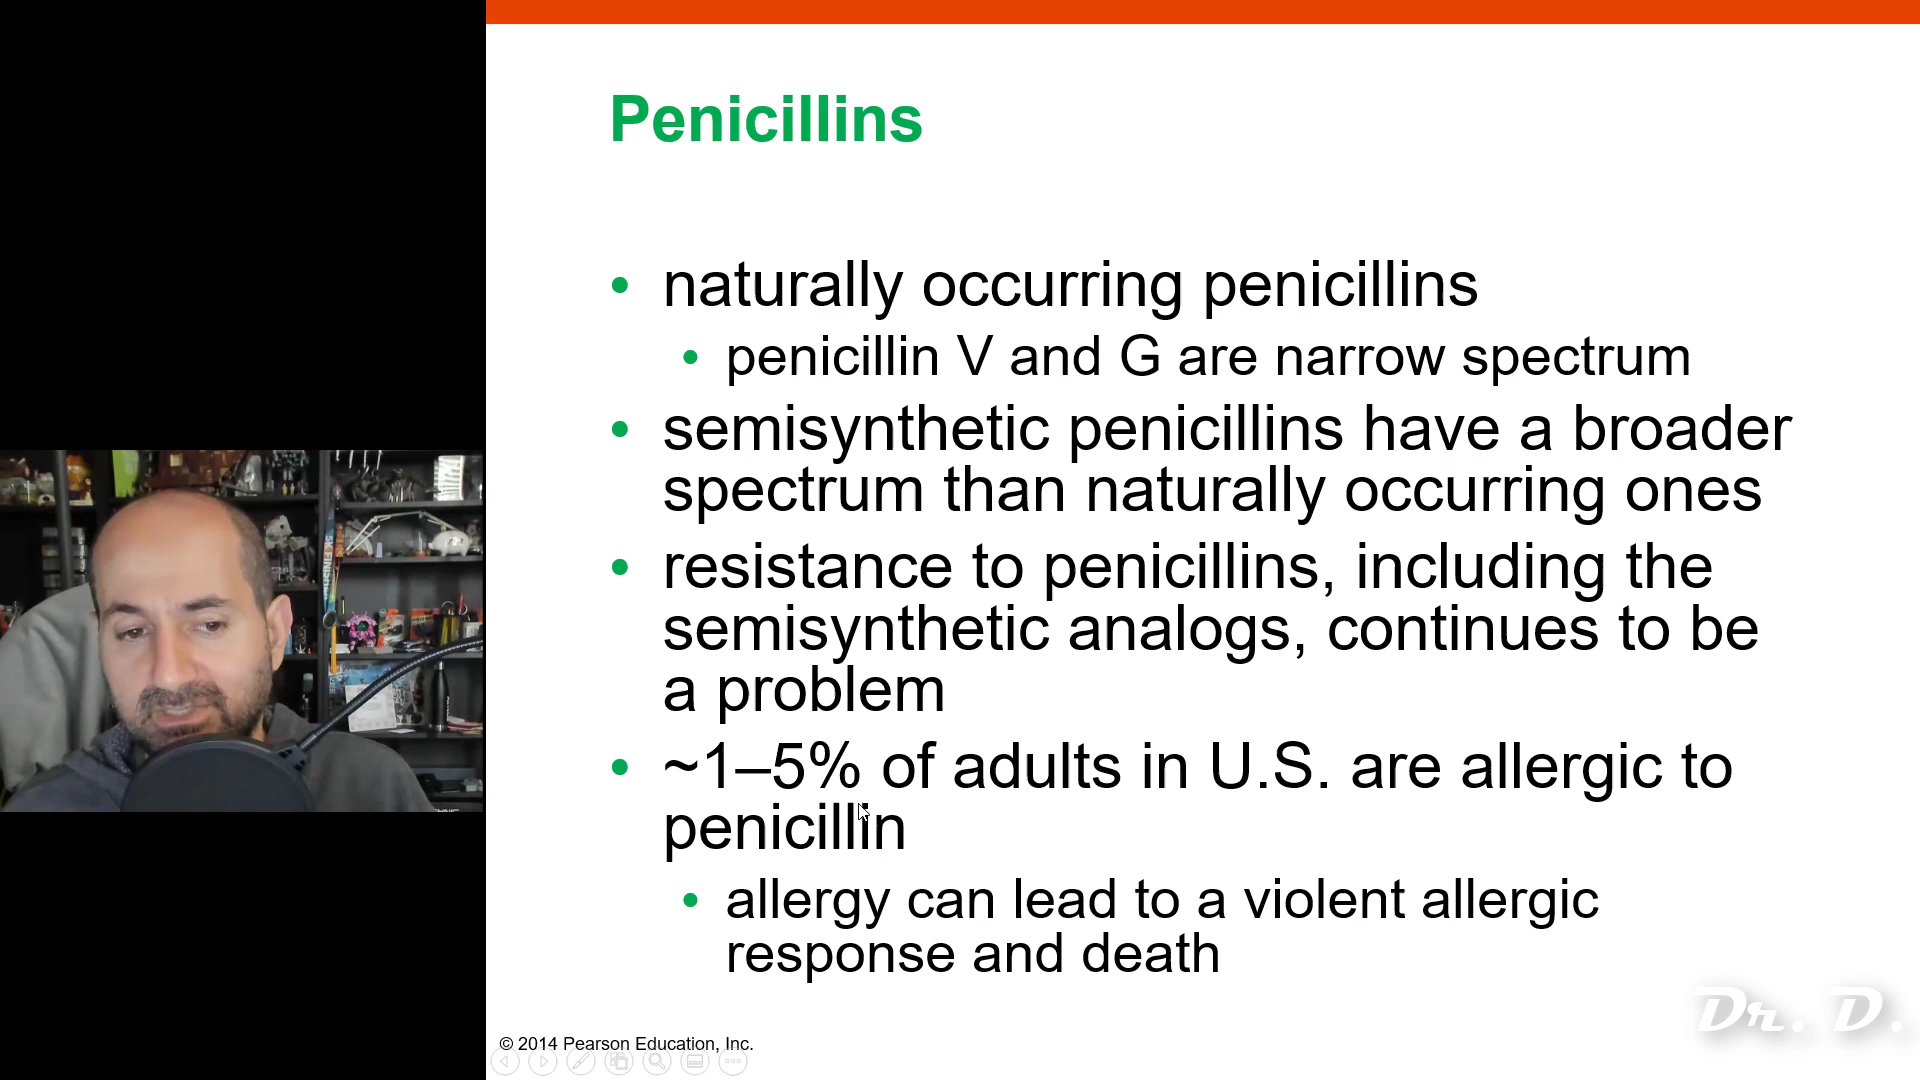 Penicillins
• naturally occurring penicillins
• penicillin V and G are narrow spectrum
• semisynthetic penicillins have a broader
spectrum than naturally occurring ones
• resistance to penicillins, including the
semisynthetic analogs, continues to be
a problem
• ~1–5% of adults in U.S. are allergic to
penicillin
• allergy can lead to a violent allergic
response and death
Dr. D.
© 2014 Pearson Education, Inc.